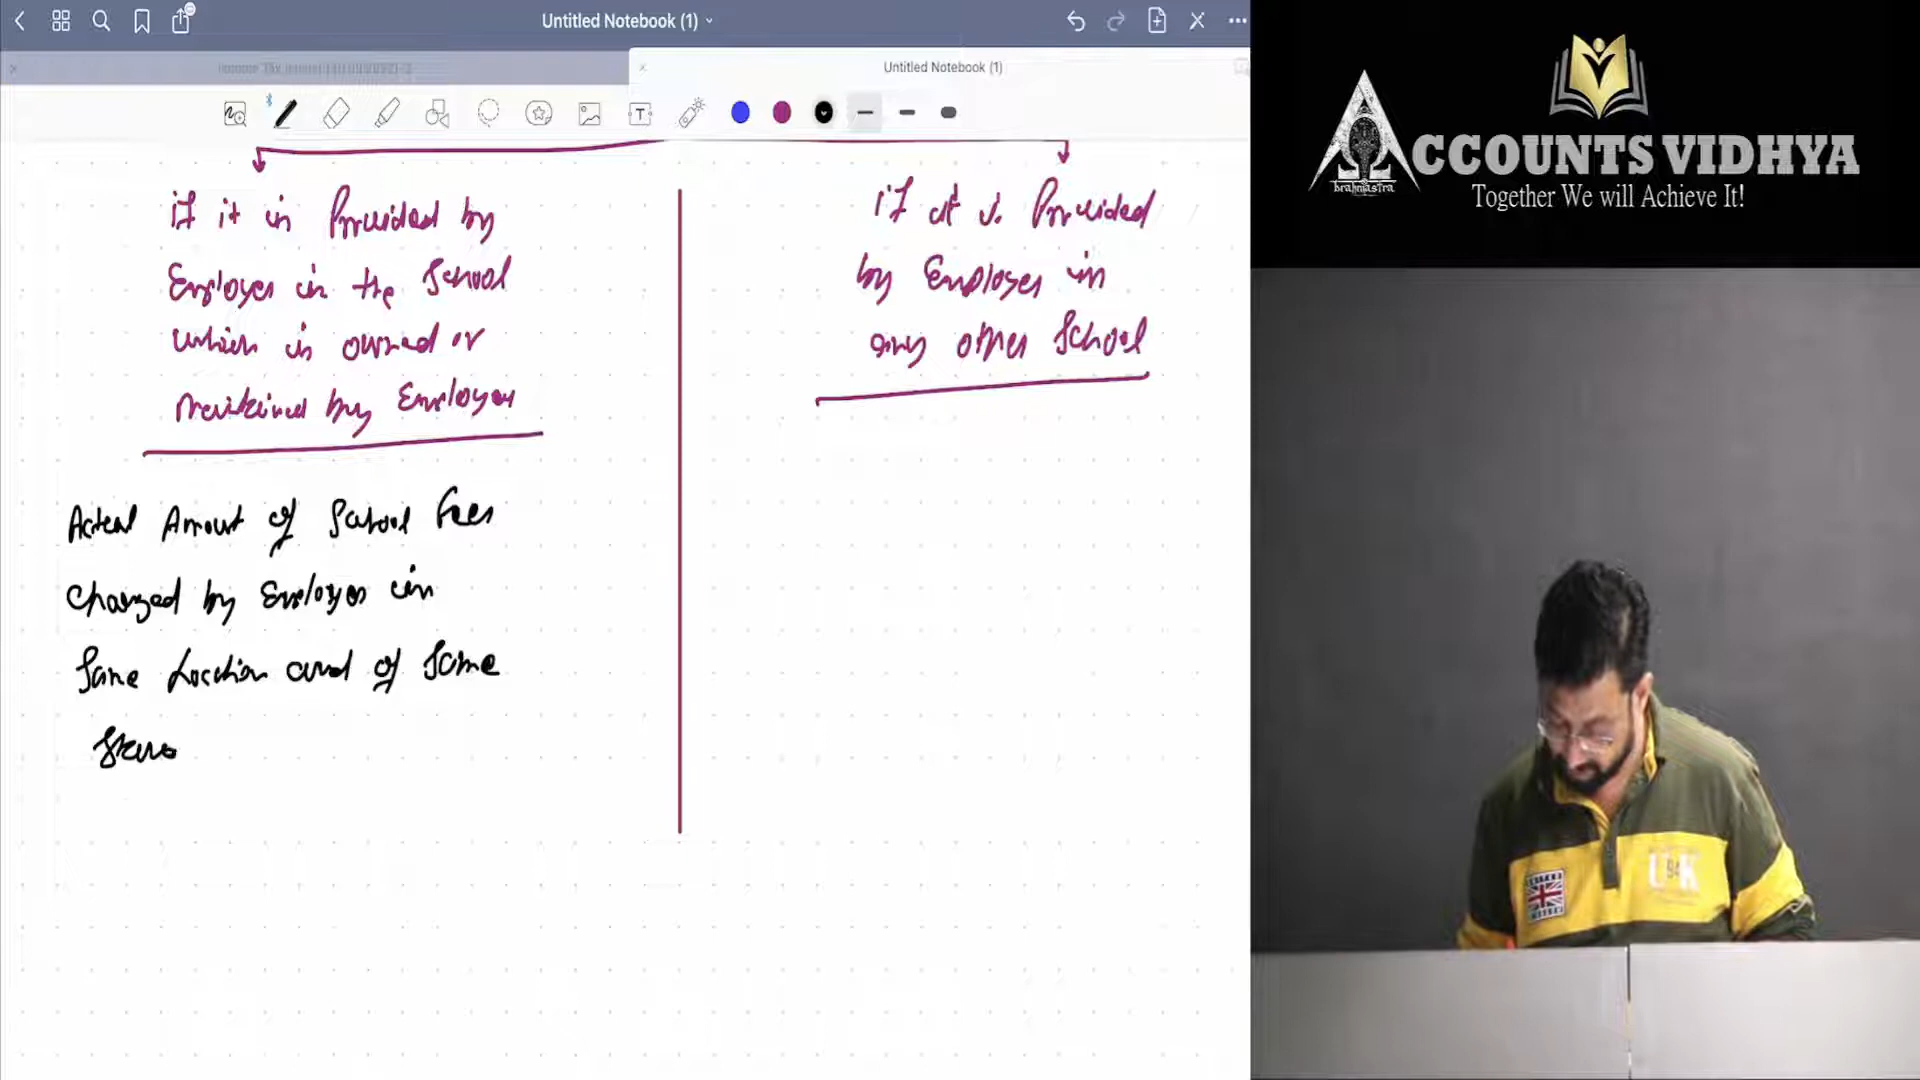 Untitled Notebook (1)
Untitled Notebook (1)
if it is Provided by
Employer in the School
which is owned or
maintained by Employer
if it is Provided
by Employer in
any other School
Actual Amount of School Fees
charged by Employer in
Same Location and of Same
ACCOUNTS VIDHYA
brahmastra
Together We will Achieve It!
U K